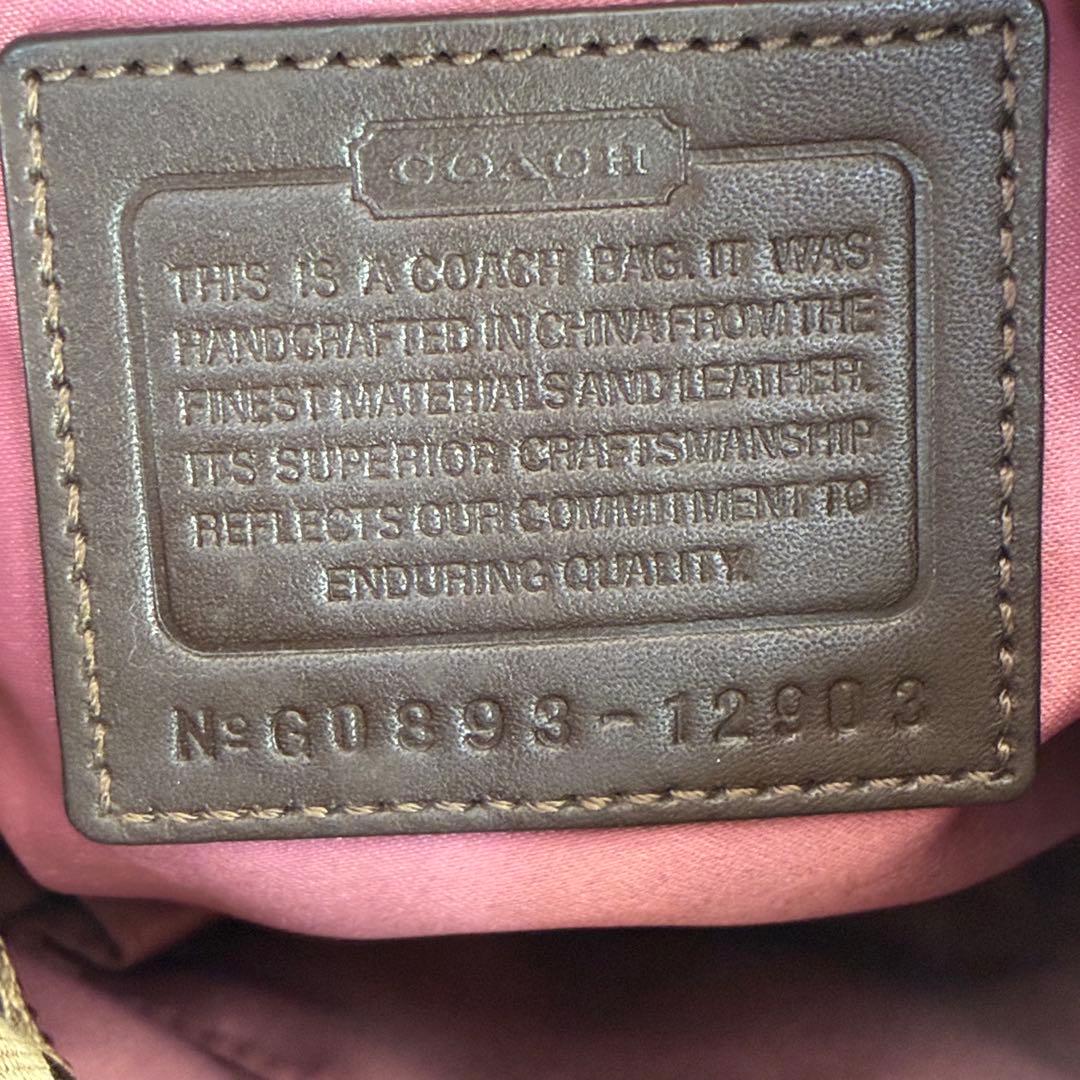 COACH
THIS IS A COACH BAG. IT WAS
HANDCRAFTED IN CHINA FROM THE
FINEST MATERIALS AND LEATHER.
ITS SUPERIOR CRAFTSMANSHIP
REFLECTS OUR COMMITMENT TO
ENDURING QUALITY.
Nº G0893-12903